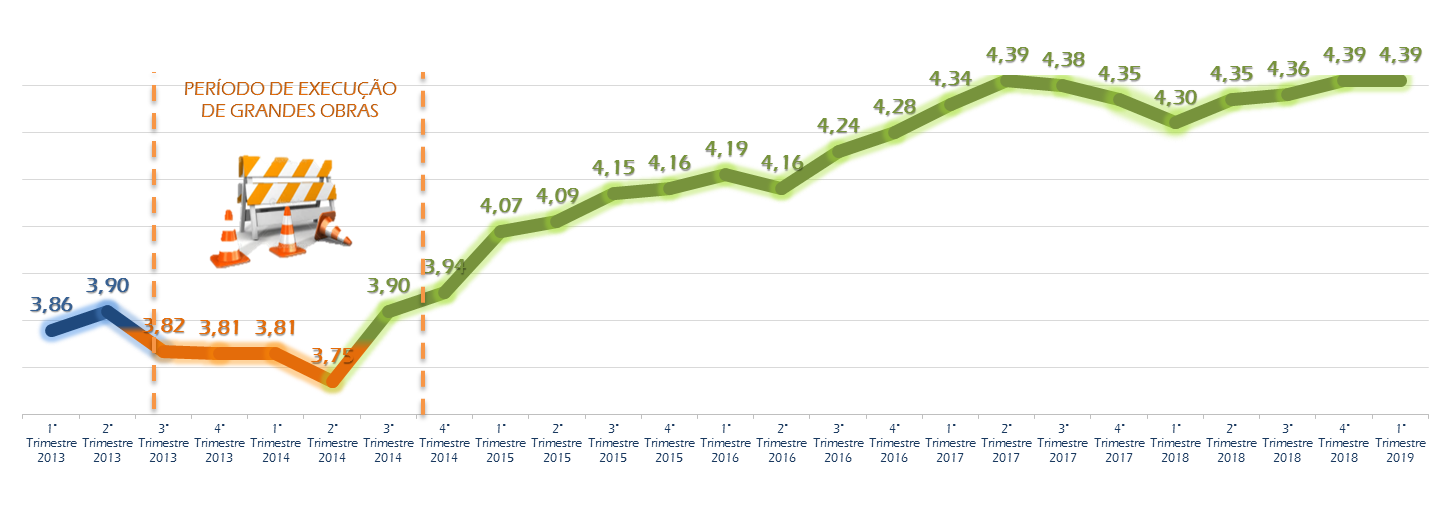 PERÍODO DE EXECUÇÃO
DE GRANDES OBRAS
3,86
3,90
3,82
3,81
3,81
3,75
3,90
3,94
4,07
4,09
4,15
4,16
4,19
4,16
4,24
4,28
4,34
4,39
4,38
4,35
4,30
4,35
4,36
4,39
4,39
1°
Trimestre
2013
2°
Trimestre
2013
3°
Trimestre
2013
4°
Trimestre
2013
1°
Trimestre
2014
2°
Trimestre
2014
3°
Trimestre
2014
4°
Trimestre
2014
1°
Trimestre
2015
2°
Trimestre
2015
3°
Trimestre
2015
4°
Trimestre
2015
1°
Trimestre
2016
2°
Trimestre
2016
3°
Trimestre
2016
4°
Trimestre
2016
1°
Trimestre
2017
2°
Trimestre
2017
3°
Trimestre
2017
4°
Trimestre
2017
1°
Trimestre
2018
2°
Trimestre
2018
3°
Trimestre
2018
4°
Trimestre
2018
1°
Trimestre
2019